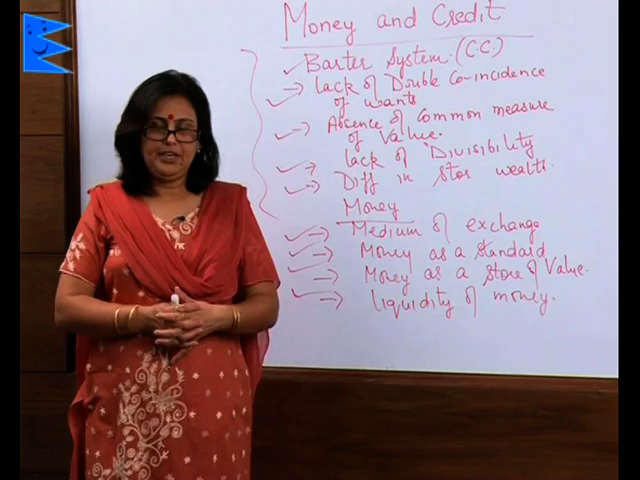 Money and Credit
Barter System. (C.C.)
Lack of Double Co-incidence
of wants
Absence of Common measure
of Value.
lack of Divisibility
Diff in stor wealth.
Money
Medium of exchange
Money as a standard
Money as a store of Value.
liquidity of money.